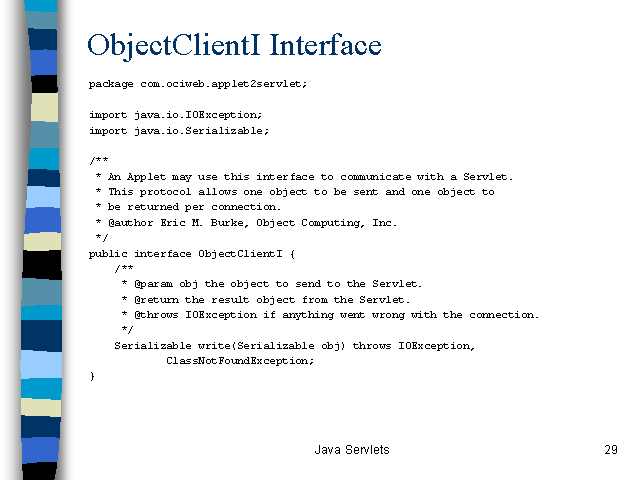 ObjectClientI Interface
package com.ociweb.applet2servlet;
import java.io.IOException;
import java.io.Serializable;
/**
 * An Applet may use this interface to communicate with a Servlet.
 * This protocol allows one object to be sent and one object to
 * be returned per connection.
 * @author Eric M. Burke, Object Computing, Inc.
 */
public interface ObjectClientI {
    /**
     * @param obj the object to send to the Servlet.
     * @return the result object from the Servlet.
     * @throws IOException if anything went wrong with the connection.
     */
    Serializable write(Serializable obj) throws IOException,
            ClassNotFoundException;
}
Java Servlets
29